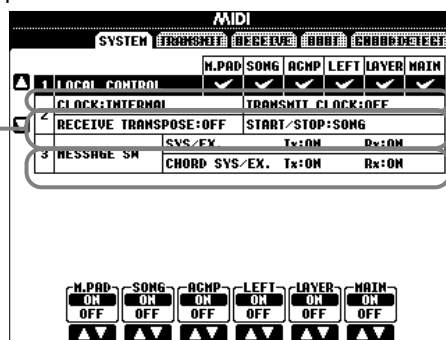 MIDI
SYSTEM TRANSMIT RECEIVE BOOT CHORD DETECT
M.PAD SONG ACMP LEFT LAYER MAIN
1 LOCAL CONTROL
CLOCK:INTERNAL TRANSMIT CLOCK:OFF
2 RECEIVE TRANSPOSE:OFF START/STOP:SONG
3 MESSAGE SW SYS/EX. Tx:ON Rx:ON
CHORD SYS/EX. Tx:ON Rx:ON
M.PAD SONG ACMP LEFT LAYER MAIN
ON ON ON ON ON ON
OFF OFF OFF OFF OFF OFF